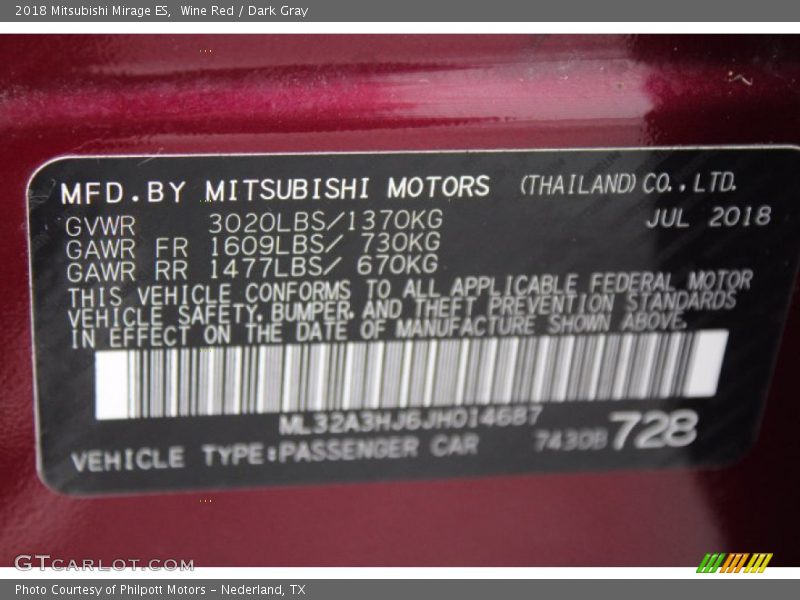 2018 Mitsubishi Mirage ES, Wine Red / Dark Gray
MFD.BY MITSUBISHI MOTORS (THAILAND) CO., LTD.
GVWR 3020LBS/1370KG JUL 2018
GAWR FR 1609LBS/ 730KG
GAWR RR 1477LBS/ 670KG
THIS VEHICLE CONFORMS TO ALL APPLICABLE FEDERAL MOTOR
VEHICLE SAFETY, BUMPER, AND THEFT PREVENTION STANDARDS
IN EFFECT ON THE DATE OF MANUFACTURE SHOWN ABOVE.
ML32A3HJ6JH014687
VEHICLE TYPE:PASSENGER CAR 7430B 728
GTCARLOT.COM
Photo Courtesy of Philpott Motors - Nederland, TX